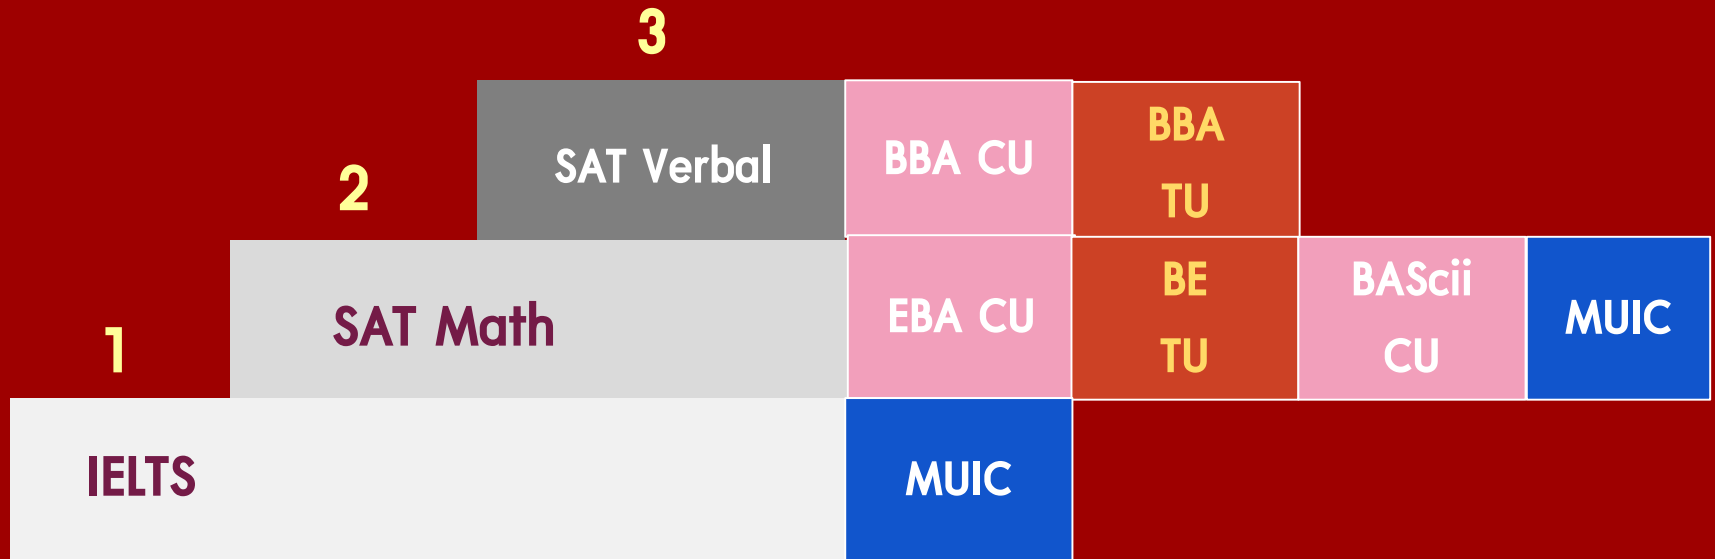 3
SAT Verbal
BBA CU
BBA
TU
2
SAT Math
EBA CU
BE
TU
BAScii
CU
MUIC
1
IELTS
MUIC